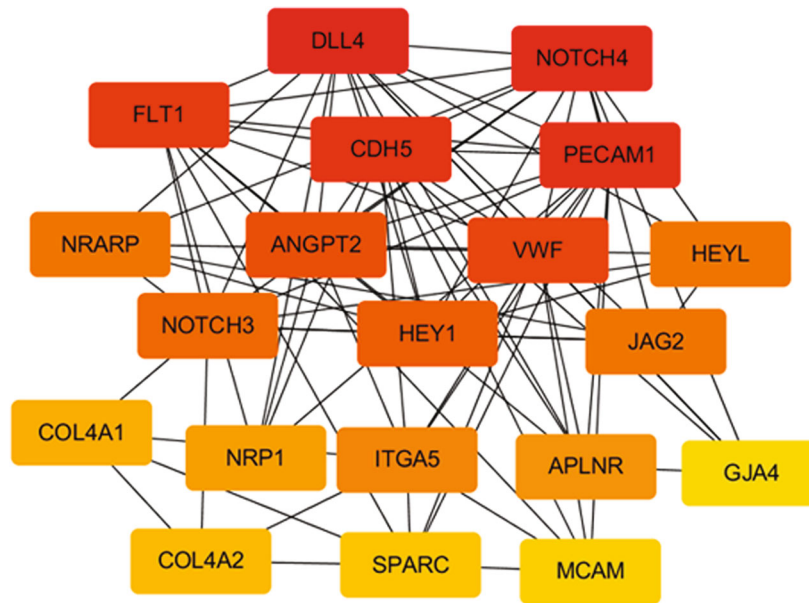 DLL4
NOTCH4
FLT1
CDH5
PECAM1
NRARP
ANGPT2
VWF
HEYL
NOTCH3
HEY1
JAG2
COL4A1
NRP1
ITGA5
APLNR
GJA4
COL4A2
SPARC
MCAM